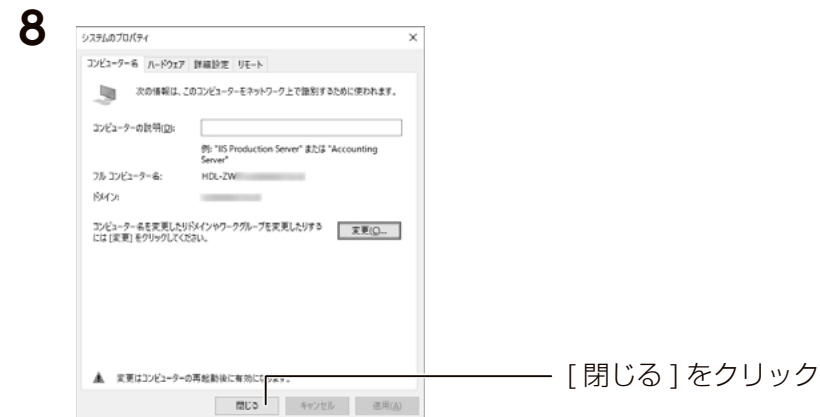 8
システムのプロパティ
コンピューター名 ハードウェア 詳細設定 リモート
次の情報は、このコンピューターをネットワーク上で識別するために使われます。
コンピューターの説明(D):
例: "IIS Production Server" または "Accounting
Server"
フル コンピューター名: HDL-ZW
ドメイン:
コンピューター名を変更したりドメインやワークグループを変更したりする
には [変更] をクリックしてください。
変更(C)...
変更はコンピューターの再起動後に有効になります。
[ 閉じる ] をクリック
閉じる キャンセル 適用(A)